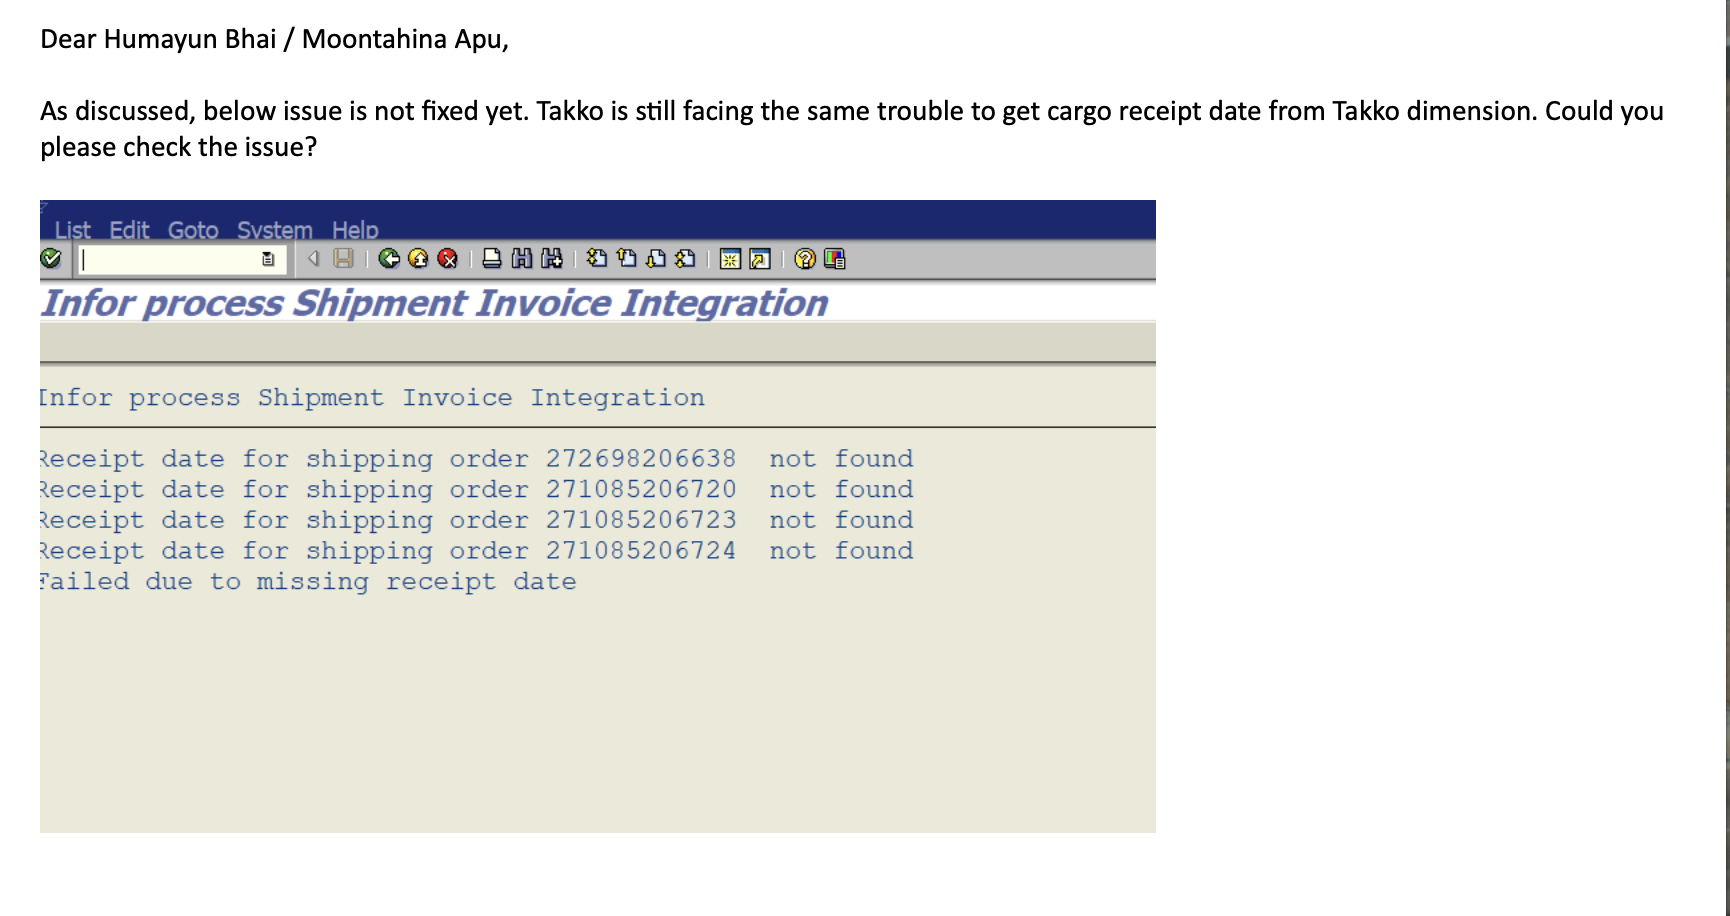 Dear Humayun Bhai / Moontahina Apu,
As discussed, below issue is not fixed yet. Takko is still facing the same trouble to get cargo receipt date from Takko dimension. Could you
please check the issue?
List Edit Goto System Help
Infor process Shipment Invoice Integration
Infor process Shipment Invoice Integration
Receipt date for shipping order 272698206638 not found
Receipt date for shipping order 271085206720 not found
Receipt date for shipping order 271085206723 not found
Receipt date for shipping order 271085206724 not found
Failed due to missing receipt date